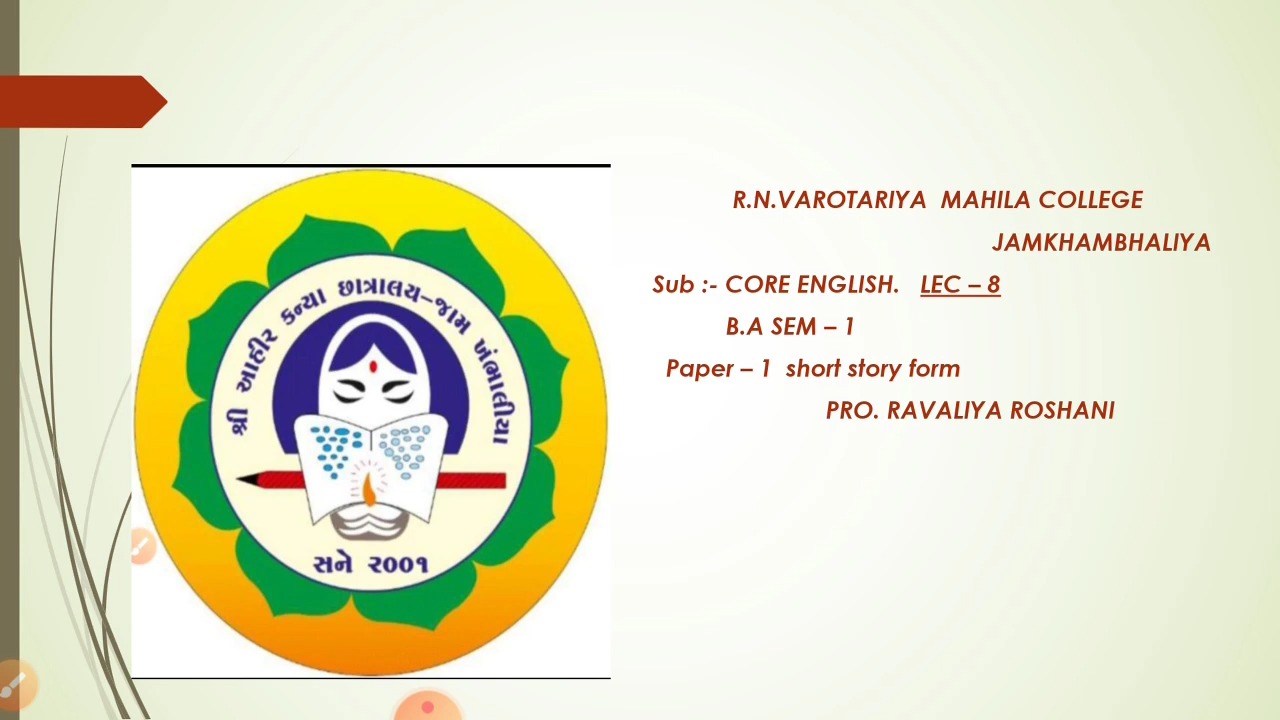 શ્રી આહીર કન્યા છાત્રાલય-જામ ખંભાલીયા
સને ૨૦૦૧
R.N.VAROTARIYA MAHILA COLLEGE
JAMKHAMBHALIYA
Sub :- CORE ENGLISH. LEC – 8
B.A SEM – 1
Paper – 1 short story form
PRO. RAVALIYA ROSHANI